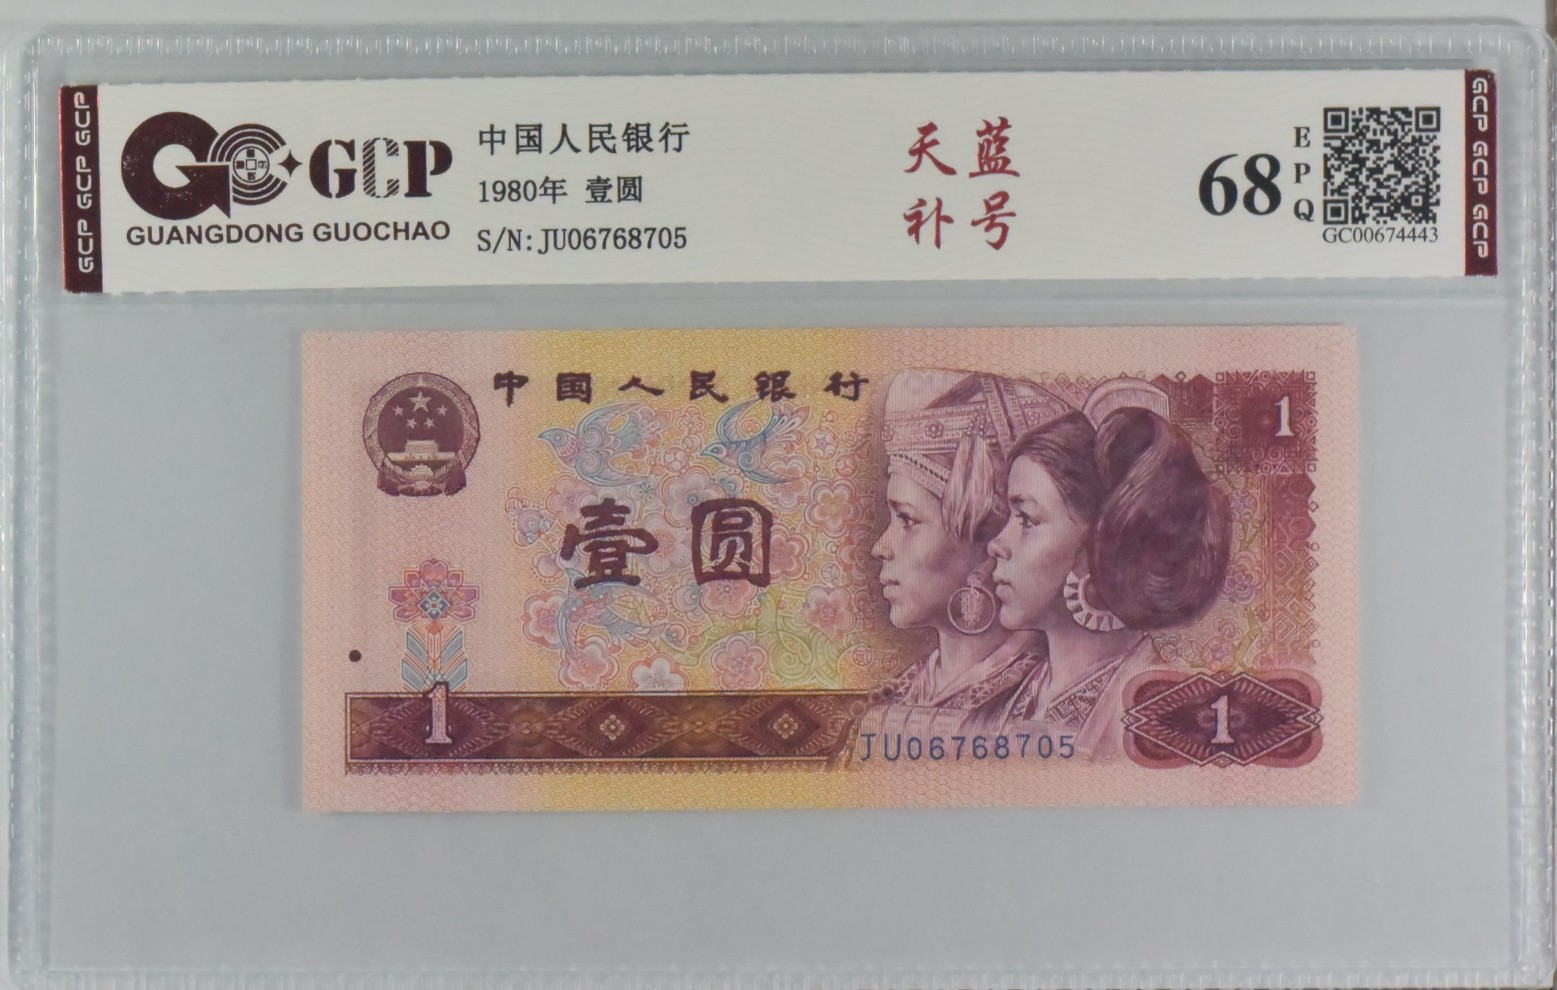 GCP GCP GCP
GCP
GUANGDONG GUOCHAO
中国人民银行
1980年 壹圆
S/N:JU06768705
天蓝
补号
68
EPQ
GC00674443
GCP GCP GCP
中国人民银行
1
壹圆
1
JU06768705
1